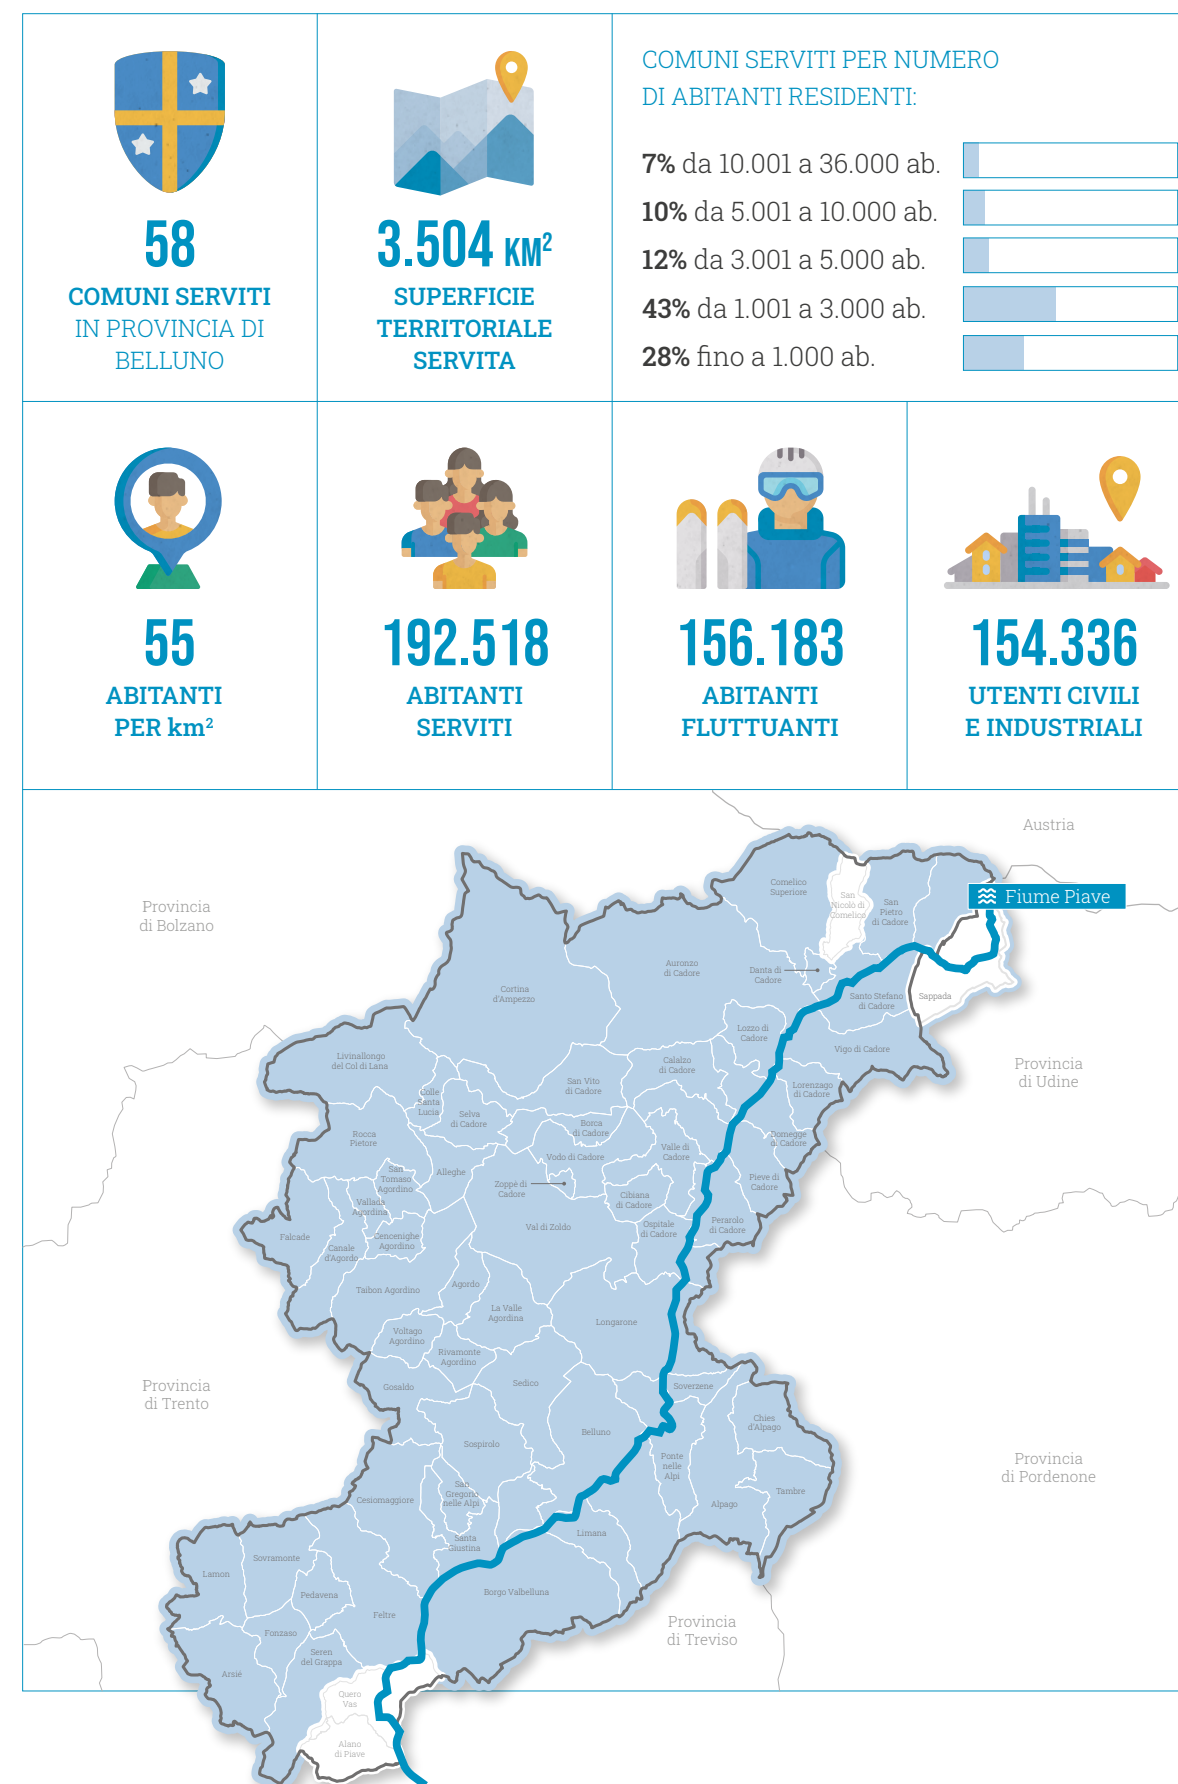 58
COMUNI SERVITI
IN PROVINCIA DI
BELLUNO
3.504 KM²
SUPERFICIE
TERRITORIALE
SERVITA
COMUNI SERVITI PER NUMERO
DI ABITANTI RESIDENTI:
7% da 10.001 a 36.000 ab.
10% da 5.001 a 10.000 ab.
12% da 3.001 a 5.000 ab.
43% da 1.001 a 3.000 ab.
28% fino a 1.000 ab.
55
ABITANTI
PER km²
192.518
ABITANTI
SERVITI
156.183
ABITANTI
FLUTTUANTI
154.336
UTENTI CIVILI
E INDUSTRIALI
Austria
Provincia
di Bolzano
Fiume Piave
Comelico
Superiore
San
Nicolò di
Comelico
San
Pietro
di Cadore
Auronzo
di Cadore
Danta di
Cadore
Cortina
d'Ampezzo
Santo Stefano
di Cadore
Sappada
Lozzo di
Cadore
Vigo di Cadore
Livinallongo
del Col di Lana
Calalzo
di Cadore
Provincia
di Udine
San Vito
di Cadore
Lorenzago
di Cadore
Colle
Santa
Lucia
Selva
di Cadore
Borca
di Cadore
Rocca
Pietore
Domegge
di Cadore
Valle di
Cadore
Vodo di Cadore
San
Tomaso
Agordino
Alleghe
Zoppè di
Cadore
Pieve di
Cadore
Cibiana
di Cadore
Vallada
Agordina
Val di Zoldo
Ospitale
di Cadore
Perarolo
di Cadore
Falcade
Cencenighe
Agordino
Canale
d'Agordo
Taibon Agordino
Agordo
La Valle
Agordina
Longarone
Voltago
Agordino
Rivamonte
Agordino
Provincia
di Trento
Gosaldo
Sedico
Soverzene
Chies
d'Alpago
Belluno
Sospirolo
Ponte
nelle
Alpi
Provincia
di Pordenone
San
Gregorio
nelle Alpi
Cesiomaggiore
Tambre
Alpago
Limana
Santa
Giustina
Sovramonte
Lamon
Pedavena
Borgo Valbelluna
Feltre
Provincia
di Treviso
Fonzaso
Seren
del Grappa
Arsiè
Quero
Vas
Alano
di Piave